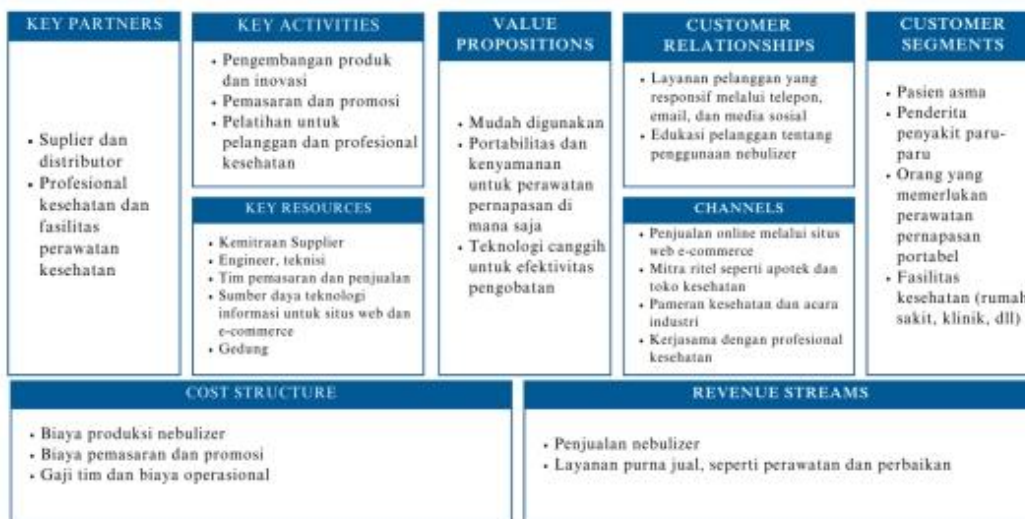 KEY PARTNERS
• Suplier dan
distributor
• Profesional
kesehatan dan
fasilitas
perawatan
kesehatan
KEY ACTIVITIES
• Pengembangan produk
dan inovasi
• Pemasaran dan promosi
• Pelatihan untuk
pelanggan dan profesional
kesehatan
KEY RESOURCES
• Kemitraan Supplier
• Engineer, teknisi
• Tim pemasaran dan penjualan
• Sumber daya teknologi
informasi untuk situs web dan
e-commerce
• Gedung
VALUE
PROPOSITIONS
• Mudah digunakan
• Portabilitas dan
kenyamanan
untuk perawatan
pernapasan di
mana saja
• Teknologi canggih
untuk efektivitas
pengobatan
CUSTOMER
RELATIONSHIPS
• Layanan pelanggan yang
responsif melalui telepon,
email, dan media sosial
• Edukasi pelanggan tentang
penggunaan nebulizer
CHANNELS
• Penjualan online melalui situs
web e-commerce
• Mitra ritel seperti apotek dan
toko kesehatan
• Pameran kesehatan dan acara
industri
• Kerjasama dengan profesional
kesehatan
CUSTOMER
SEGMENTS
• Pasien asma
• Penderita
penyakit paru-
paru
• Orang yang
memerlukan
perawatan
pernapasan
portabel
• Fasilitas
kesehatan (rumah
sakit, klinik, dll)
COST STRUCTURE
• Biaya produksi nebulizer
• Biaya pemasaran dan promosi
• Gaji tim dan biaya operasional
REVENUE STREAMS
• Penjualan nebulizer
• Layanan purna jual, seperti perawatan dan perbaikan